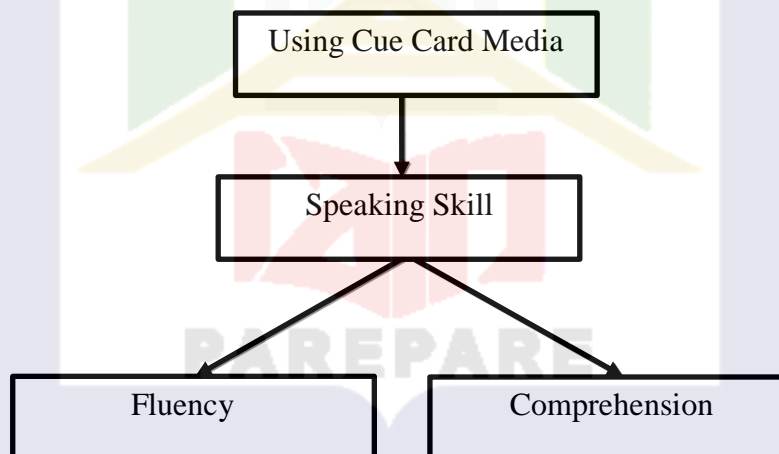 Using Cue Card Media
Speaking Skill
PAREPARE
Fluency
Comprehension